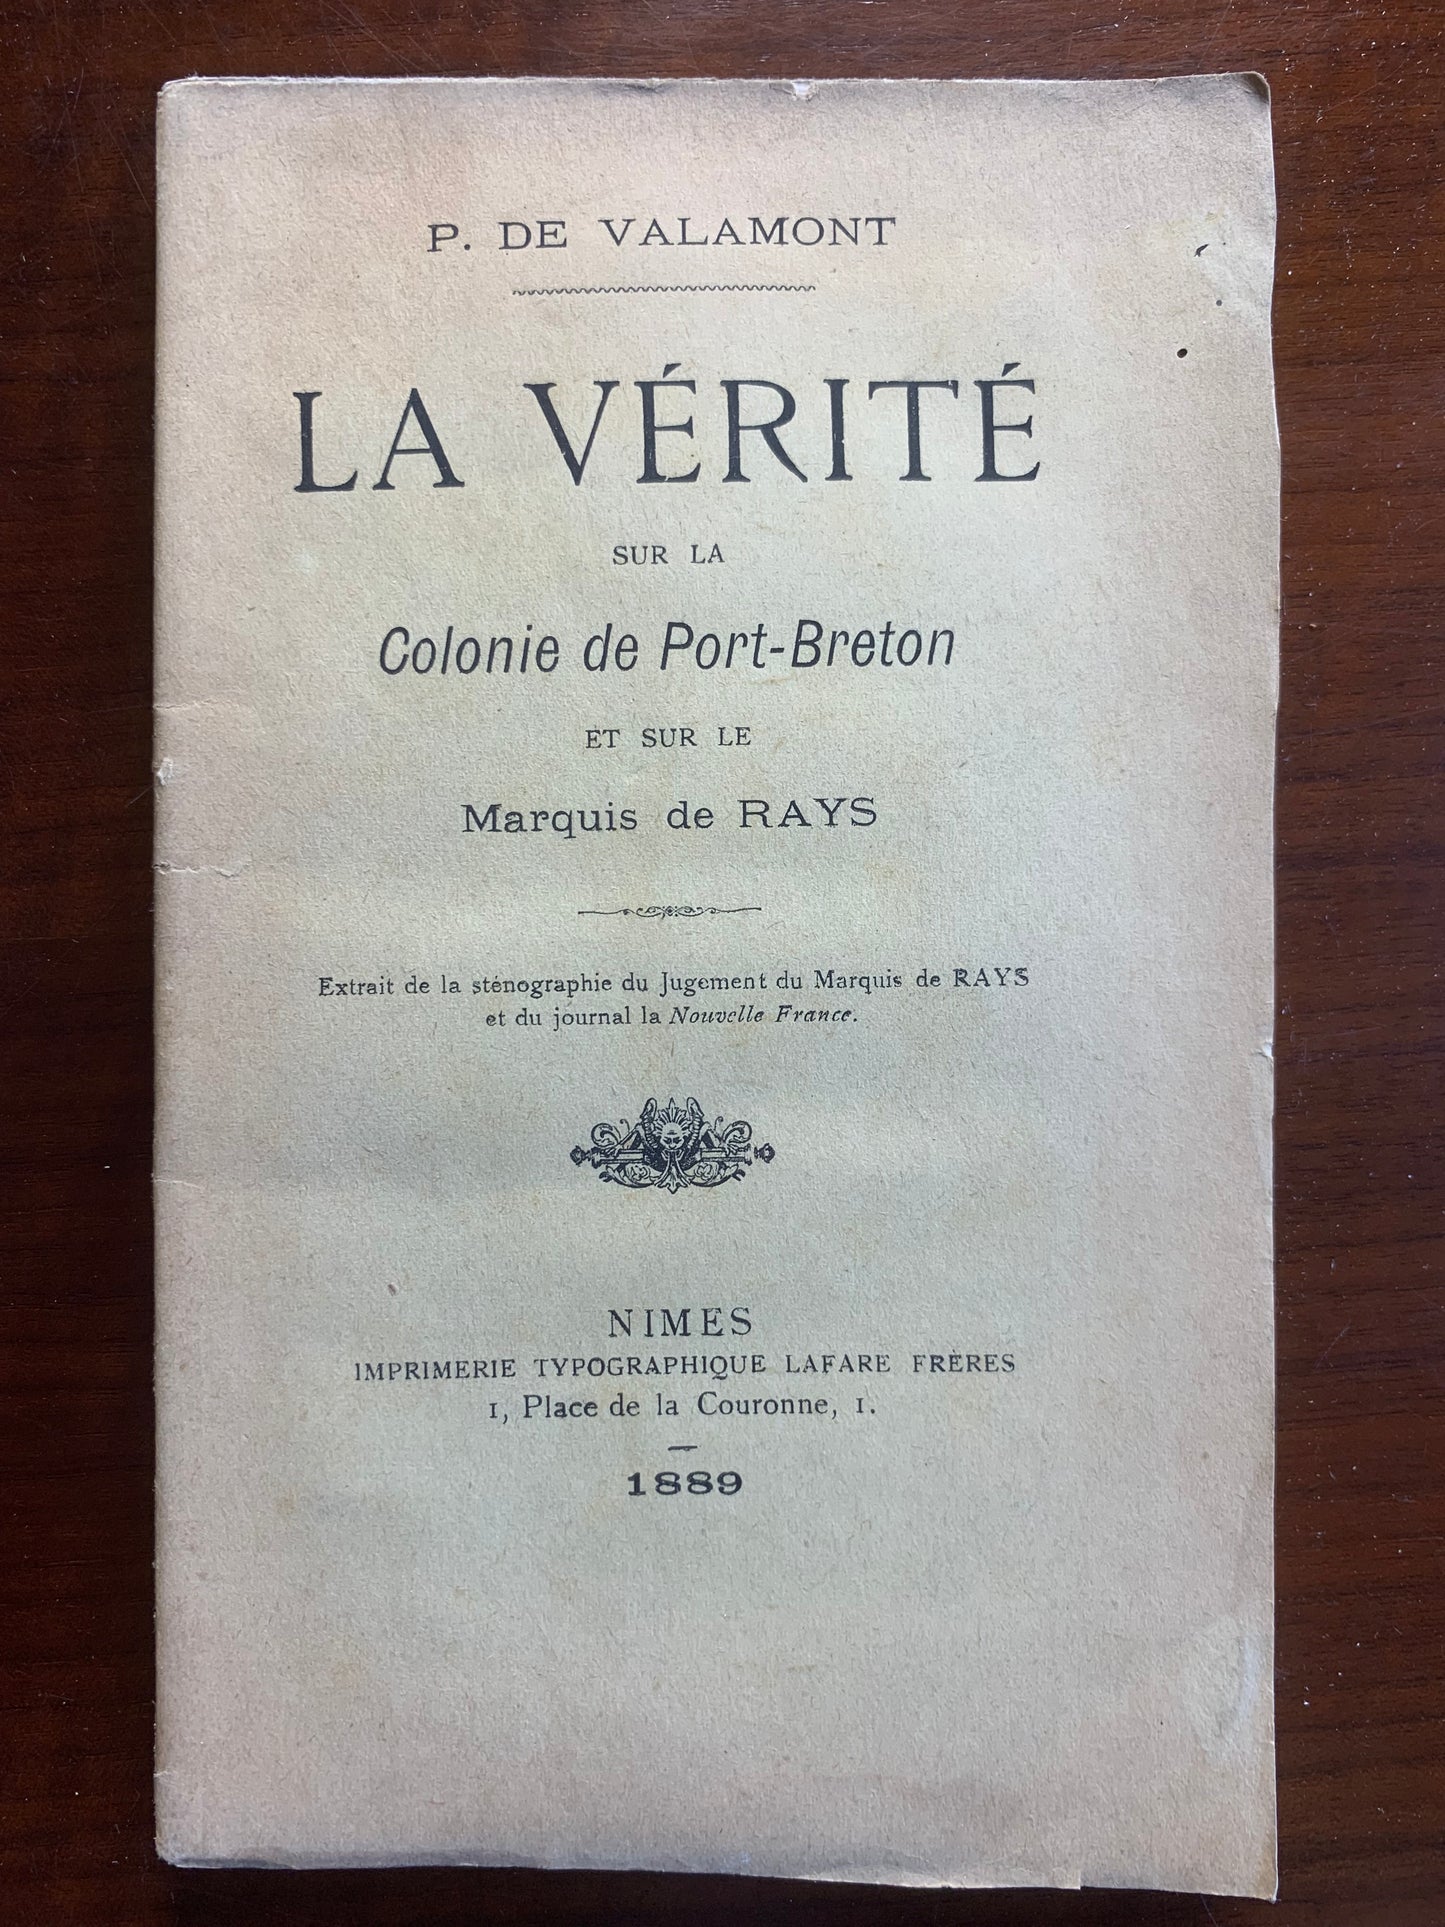 P. DE VALAMONT
LA VÉRITÉ
SUR LA
Colonie de Port-Breton
ET SUR LE
Marquis de RAYS
Extrait de la sténographie du Jugement du Marquis de RAYS
et du journal la Nouvelle France.
NIMES
IMPRIMERIE TYPOGRAPHIQUE LAFARE FRÈRES
1, Place de la Couronne, 1.
1889